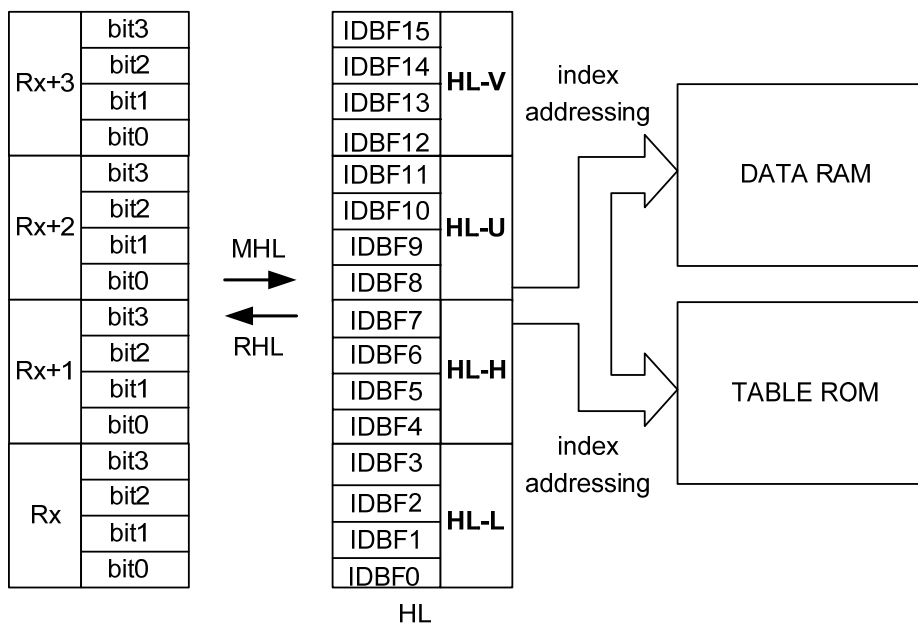 Rx+3
bit3
bit2
bit1
bit0
Rx+2
bit3
bit2
bit1
bit0
Rx+1
bit3
bit2
bit1
bit0
Rx
bit3
bit2
bit1
bit0
MHL
RHL
IDBF15
IDBF14
IDBF13
IDBF12
HL-V
IDBF11
IDBF10
IDBF9
IDBF8
HL-U
IDBF7
IDBF6
IDBF5
IDBF4
HL-H
IDBF3
IDBF2
IDBF1
IDBF0
HL-L
HL
index
addressing
DATA RAM
TABLE ROM
index
addressing